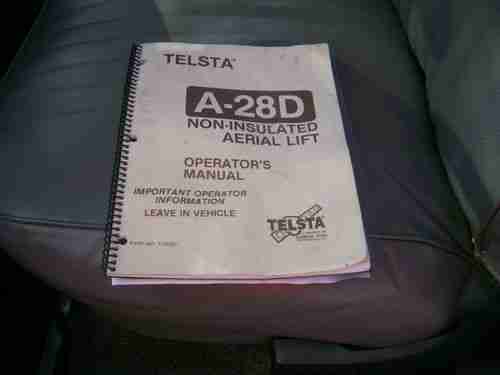 TELSTA®
A-28D
NON-INSULATED
AERIAL LIFT
OPERATOR'S
MANUAL
IMPORTANT OPERATOR
INFORMATION
LEAVE IN VEHICLE
TELSTA®